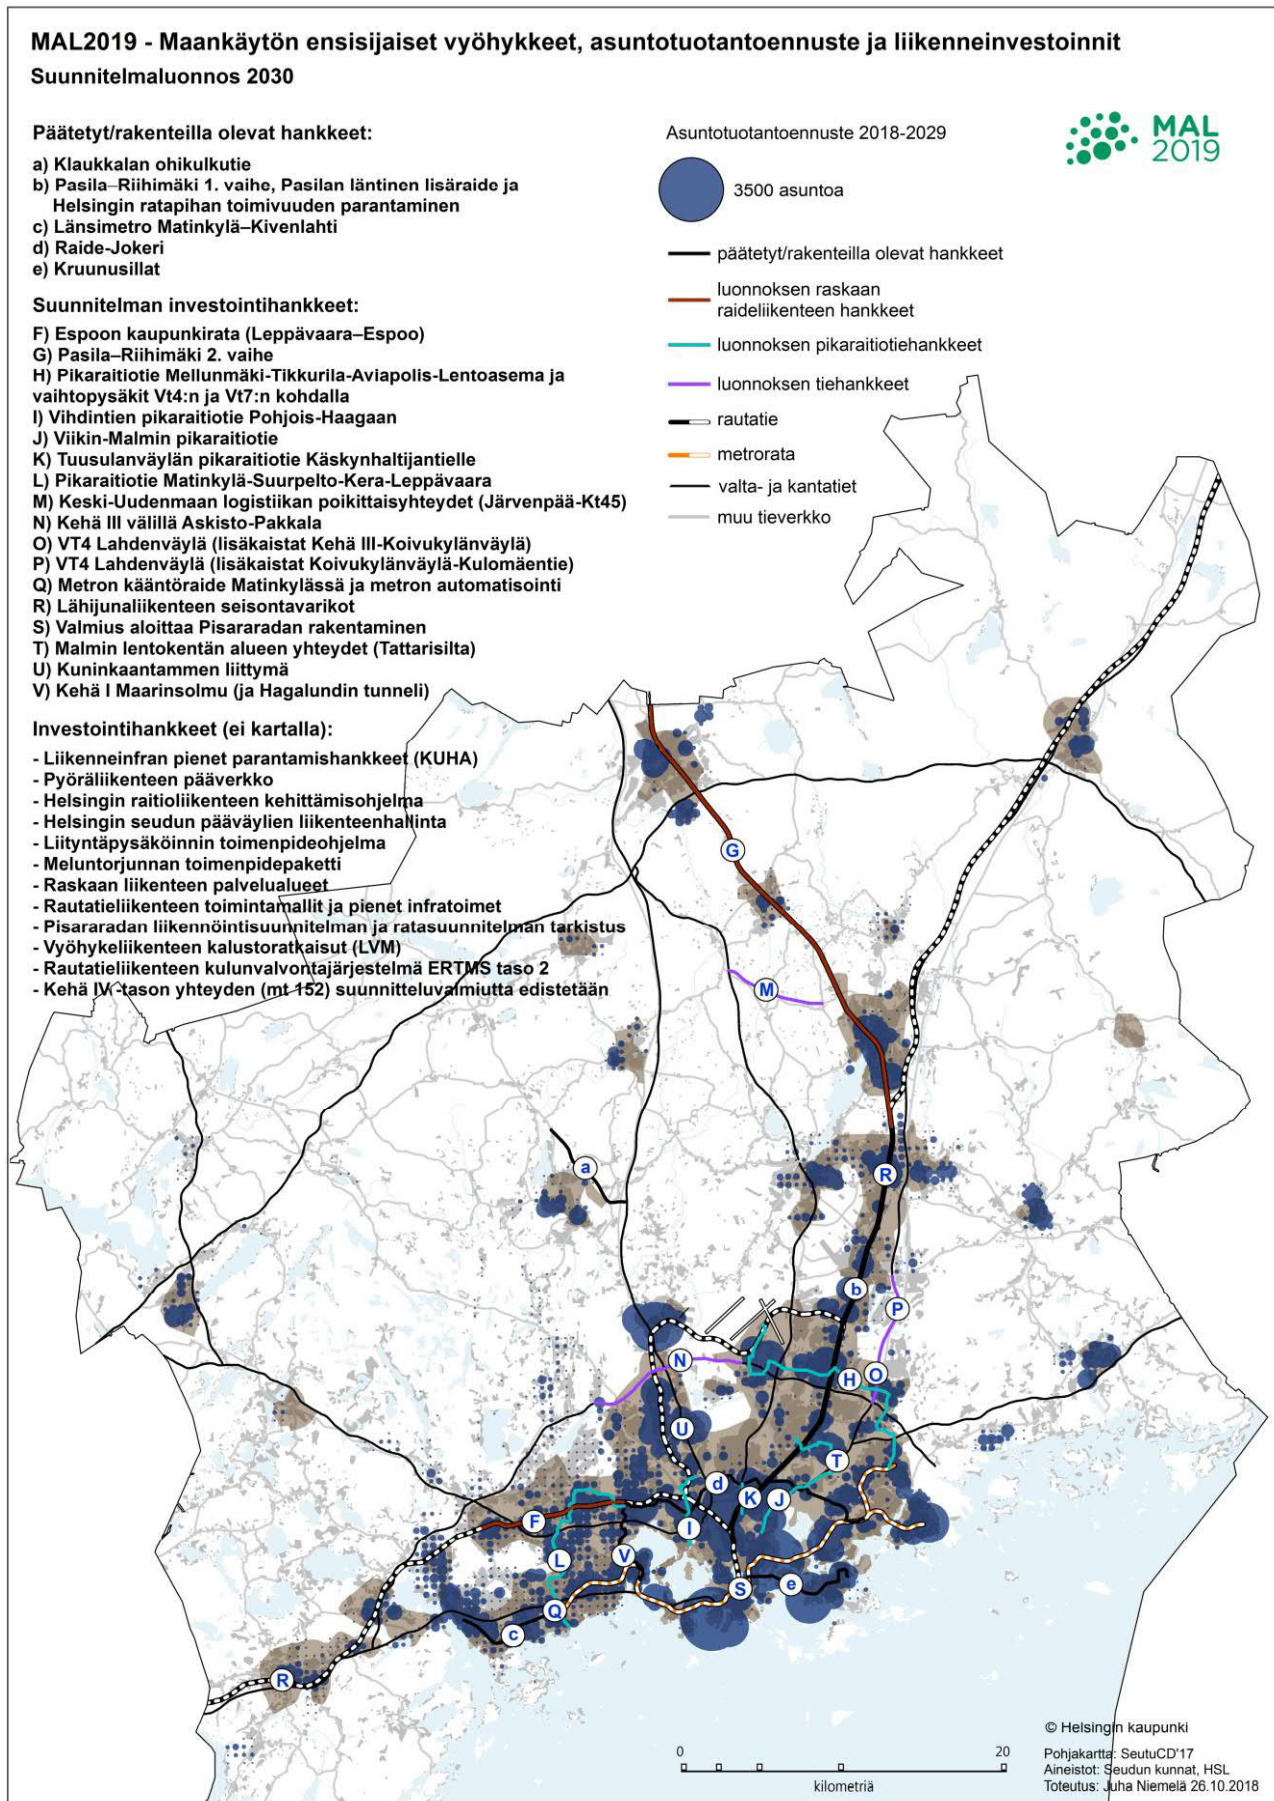 MAL2019 - Maankäytön ensisijaiset vyöhykkeet, asuntotuotantoennuste ja liikenneinvestoinnit
Suunnitelmaluonnos 2030
Päätetyt/rakenteilla olevat hankkeet:
a) Klaukkalan ohikulkutie
b) Pasila–Riihimäki 1. vaihe, Pasilan läntinen lisäraide ja
Helsingin ratapihan toimivuuden parantaminen
c) Länsimetro Matinkylä–Kivenlahti
d) Raide-Jokeri
e) Kruunusillat
Suunnitelman investointihankkeet:
F) Espoon kaupunkirata (Leppävaara–Espoo)
G) Pasila–Riihimäki 2. vaihe
H) Pikaraitiotie Mellunmäki-Tikkurila-Aviapolis-Lentoasema ja
vaihtopysäkit Vt4:n ja Vt7:n kohdalla
I) Vihdintien pikaraitiotie Pohjois-Haagaan
J) Viikin-Malmin pikaraitiotie
K) Tuusulanväylän pikaraitiotie Käskynhaltijantielle
L) Pikaraitiotie Matinkylä-Suurpelto-Kera-Leppävaara
M) Keski-Uudenmaan logistiikan poikittaisyhteydet (Järvenpää-Kt45)
N) Kehä III välillä Askisto-Pakkala
O) VT4 Lahdenväylä (lisäkaistat Kehä III-Koivukylänväylä)
P) VT4 Lahdenväylä (lisäkaistat Koivukylänväylä-Kulomäentie)
Q) Metron kääntöraide Matinkylässä ja metron automatisointi
R) Lähijunaliikenteen seisontavarikot
S) Valmius aloittaa Pisararadan rakentaminen
T) Malmin lentokentän alueen yhteydet (Tattarisilta)
U) Kuninkaantammen liittymä
V) Kehä I Maarinsolmu (ja Hagalundin tunneli)
Investointihankkeet (ei kartalla):
- Liikenneinfran pienet parantamishankkeet (KUHA)
- Pyöräliikenteen pääverkko
- Helsingin raitioliikenteen kehittämisohjelma
- Helsingin seudun pääväylien liikenteenhallinta
- Liityntäpysäköinnin toimenpideohjelma
- Meluntorjunnan toimenpidepaketti
- Raskaan liikenteen palvelualueet
- Rautatieliikenteen toimintamallit ja pienet infratoimet
- Pisararadan liikennöintisuunnitelman ja ratasuunnitelman tarkistus
- Vyöhykeliikenteen kalustoratkaisut (LVM)
- Rautatieliikenteen kulunvalvontajärjestelmä ERTMS taso 2
- Kehä IV -tason yhteyden (mt 152) suunnitteluvalmiutta edistetään
Asuntotuotantoennuste 2018-2029
3500 asuntoa
päätetyt/rakenteilla olevat hankkeet
luonnoksen raskaan
raideliikenteen hankkeet
luonnoksen pikaraitiotiehankkeet
luonnoksen tiehankkeet
rautatie
metrorata
valta- ja kantatiet
muu tieverkko
MAL
2019
G
M
a
R
b
P
N
H
O
U
T
d
K
J
F
I
L
V
S
e
Q
c
R
0
20
kilometriä
© Helsingin kaupunki
Pohjakartta: SeutuCD'17
Aineistot: Seudun kunnat, HSL
Toteutus: Juha Niemelä 26.10.2018